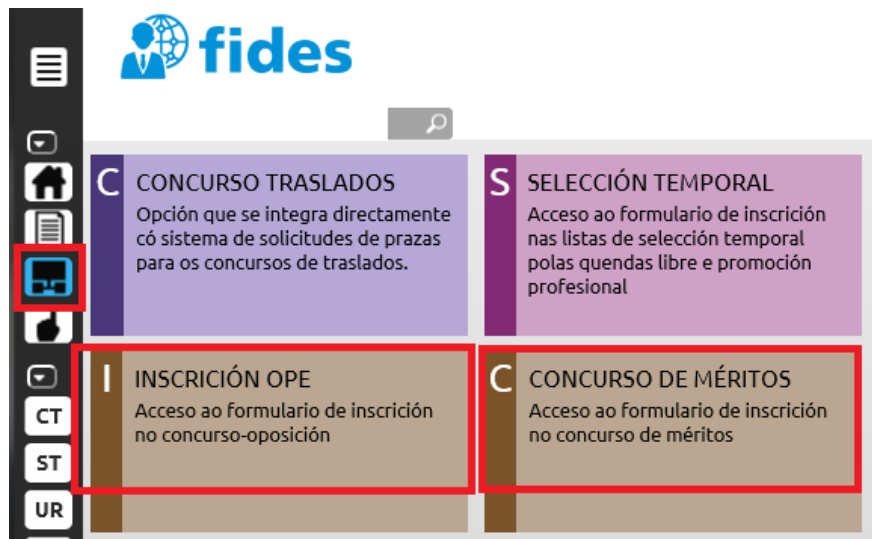 fides
C CONCURSO TRASLADOS
Opción que se integra directamente
có sistema de solicitudes de prazas
para os concursos de traslados.
S SELECCIÓN TEMPORAL
Acceso ao formulario de inscrición
nas listas de selección temporal
polas quendas libre e promoción
profesional
I INSCRICIÓN OPE
Acceso ao formulario de inscrición
no concurso-oposición
C CONCURSO DE MÉRITOS
Acceso ao formulario de inscrición
no concurso de méritos
CT
ST
UR